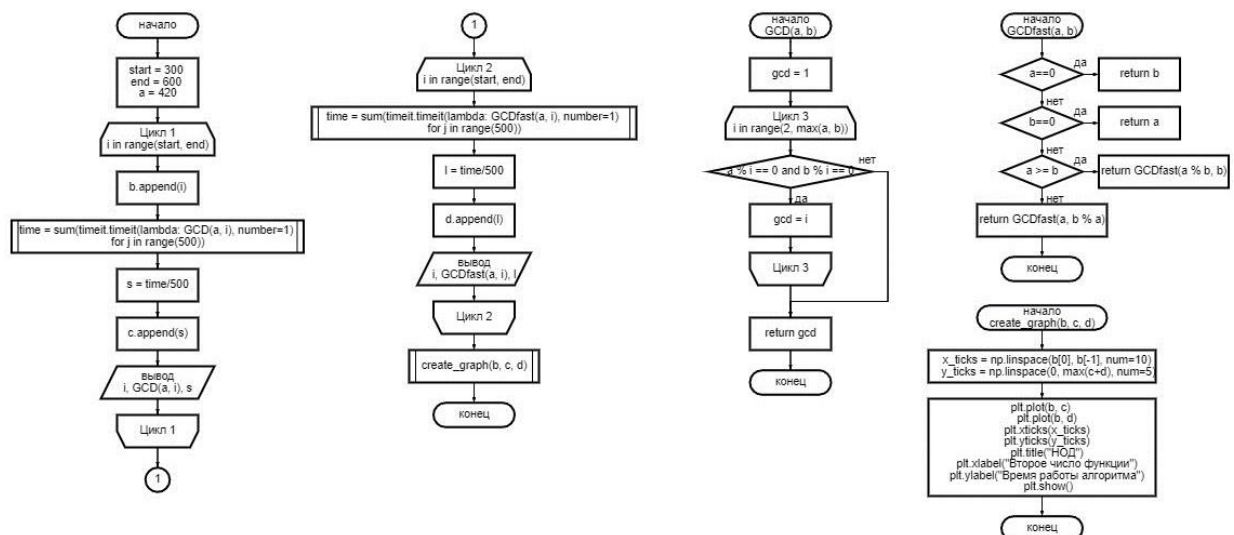 начало
start = 300
end = 600
a = 420
Цикл 1
i in range(start, end)
b.append(i)
time = sum(timeit.timeit(lambda: GCD(a, i), number=1)
for j in range(500))
s = time/500
c.append(s)
вывод
i, GCD(a, i), s
Цикл 1
1
1
Цикл 2
i in range(start, end)
time = sum(timeit.timeit(lambda: GCDfast(a, i), number=1)
for j in range(500))
l = time/500
d.append(l)
вывод
i, GCDfast(a, i), l
Цикл 2
create_graph(b, c, d)
конец
начало
GCD(a, b)
gcd = 1
Цикл 3
i in range(2, max(a, b))
a % i == 0 and b % i == 0
нет
да
gcd = i
Цикл 3
return gcd
конец
начало
GCDfast(a, b)
a==0
да
return b
нет
b==0
да
return a
нет
a >= b
да
return GCDfast(a % b, b)
нет
return GCDfast(a, b % a)
конец
начало
create_graph(b, c, d)
x_ticks = np.linspace(b[0], b[-1], num=10)
y_ticks = np.linspace(0, max(c+d), num=5)
plt.plot(b, c)
plt.plot(b, d)
plt.xticks(x_ticks)
plt.yticks(y_ticks)
plt.title("НОД")
plt.xlabel("Второе число функции")
plt.ylabel("Время работы алгоритма")
plt.show()
конец